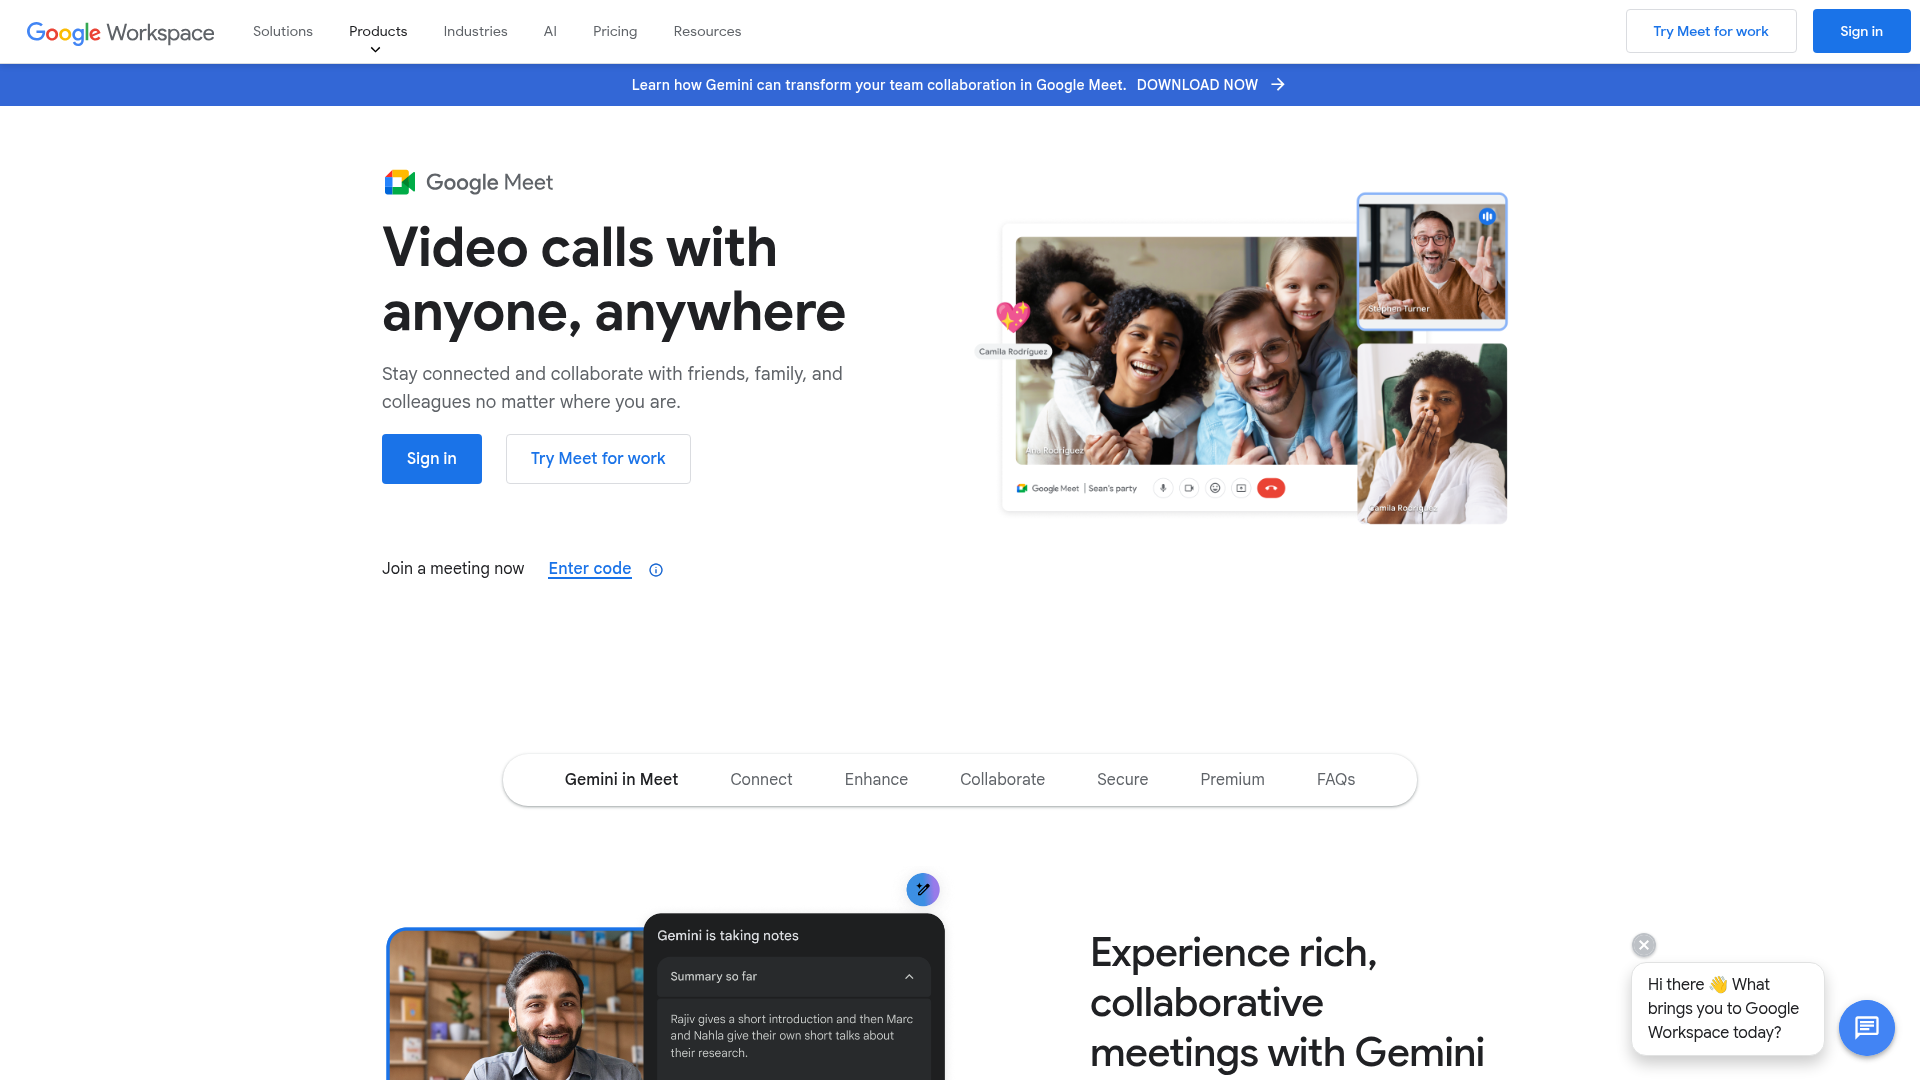 Google Workspace
Solutions
Products
Industries
AI
Pricing
Resources
Try Meet for work
Sign in
Learn how Gemini can transform your team collaboration in Google Meet. DOWNLOAD NOW
Google Meet
Video calls with
anyone, anywhere
Stay connected and collaborate with friends, family, and
colleagues no matter where you are.
Sign in
Try Meet for work
Join a meeting now
Enter code
Stephen Turner
Camila Rodriguez
Ana Rodriguez
Google Meet | Sean's party
Camila Rodriguez
Gemini in Meet
Connect
Enhance
Collaborate
Secure
Premium
FAQs
Gemini is taking notes
Summary so far
Rajiv gives a short introduction and then Marc
and Nahla give their own short talks about
their research.
Experience rich,
collaborative
meetings with Gemini
Hi there 👋 What
brings you to Google
Workspace today?